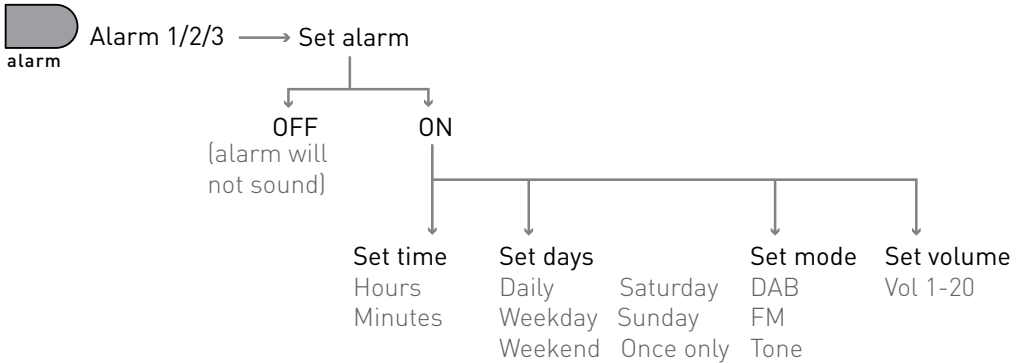 Alarm 1/2/3 Set alarm
alarm
OFF ON
(alarm will
not sound)
Set time Set days Set mode Set volume
Hours Daily Saturday DAB Vol 1-20
Minutes Weekday Sunday FM
Weekend Once only Tone